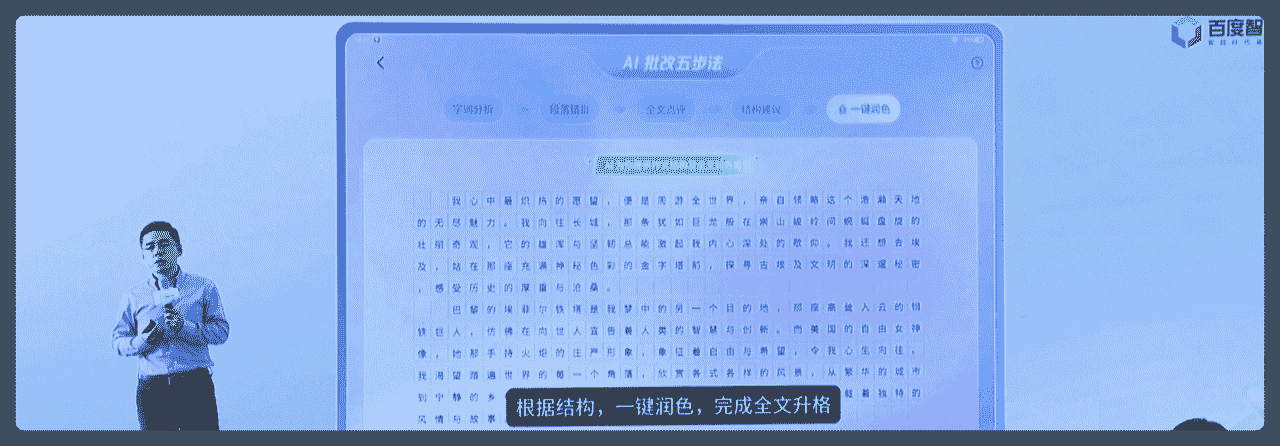 百度智
AI 批改五步法
字词分析
段落精批
全文点评
结构建议
一键润色
我心中最炽热的愿望，便是周游全世界，亲自领略这个浩瀚天地
的无尽魅力。我向往长城，那条犹如巨龙般在崇山峻岭间蜿蜒盘旋的
壮丽奇观，它的雄浑与坚韧总能激起我内心深处的敬仰。我还想去埃
及，站在那座充满神秘色彩的金字塔前，探寻古埃及文明的深邃秘密
，感受历史的厚重与沧桑。
巴黎的埃菲尔铁塔是我梦中的另一个目的地，那座高耸入云的钢
铁巨人，仿佛在向世人宣告着人类的智慧与创新。而美国的自由女神
像，她那手持火炬的庄严形象，象征着自由与希望，令我心生向往。
我渴望踏遍世界的每一个角落，欣赏各式各样的风景，从繁华的城市
到宁静的乡
载着独特的
风情与故事
根据结构，一键润色，完成全文升格